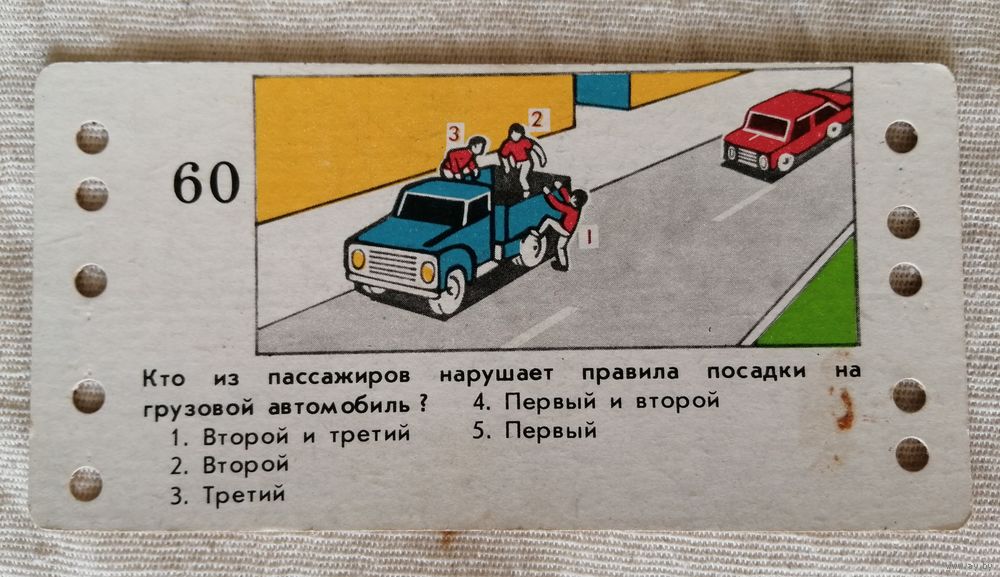 60
3
2
1
Кто из пассажиров нарушает правила посадки на
грузовой автомобиль?
1. Второй и третий
2. Второй
3. Третий
4. Первый и второй
5. Первый